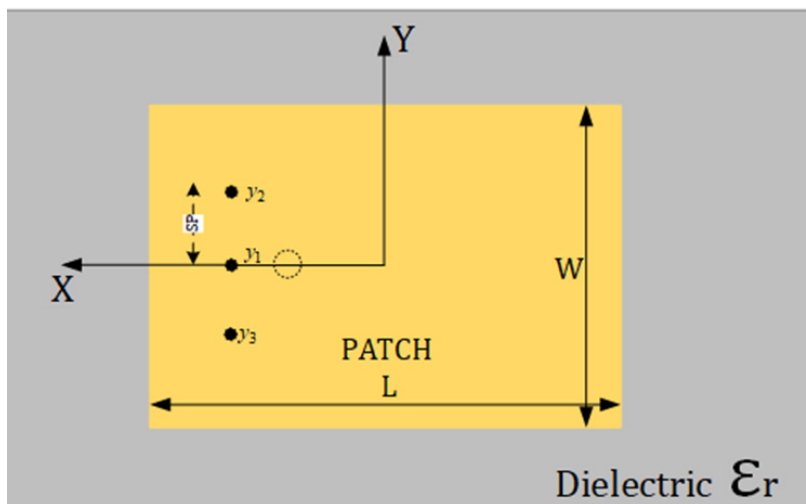 Y
y2
SP
y1
X
W
y3
PATCH
L
Dielectric εr